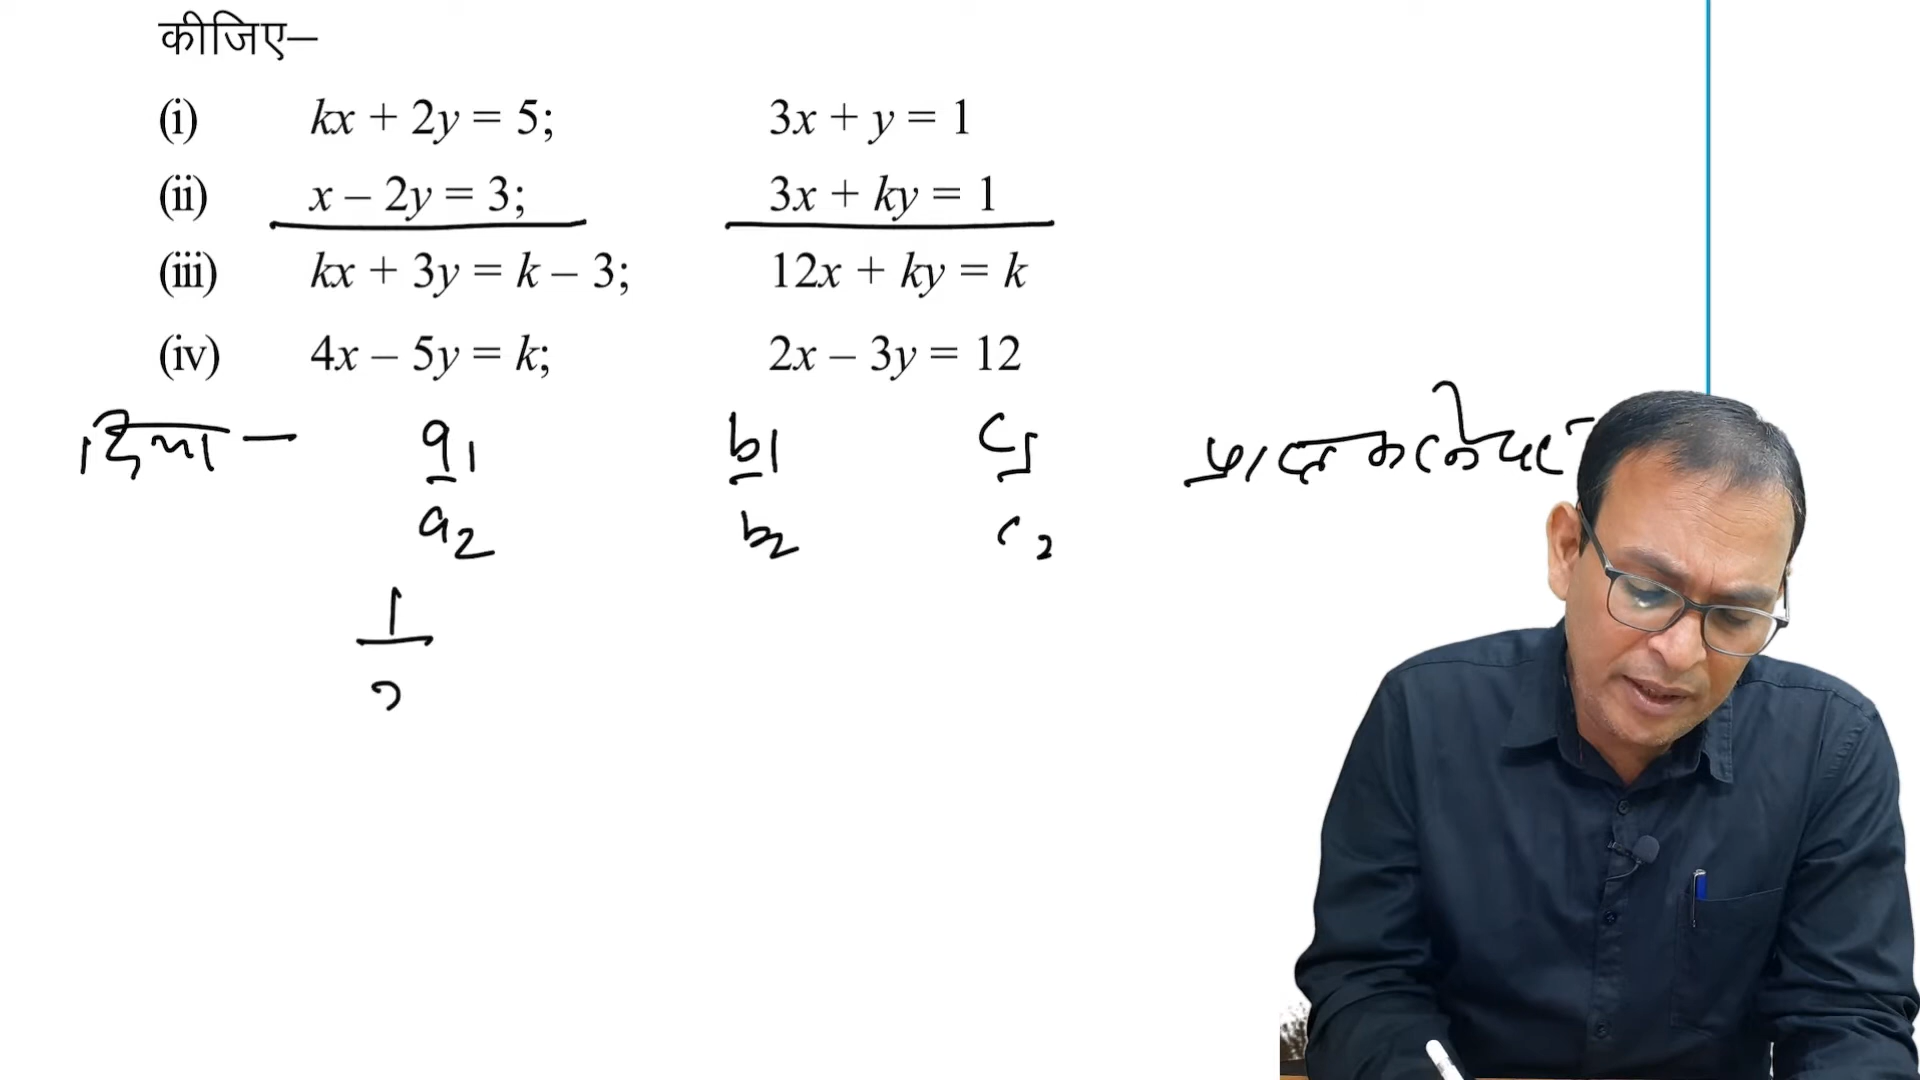 कीजिए–
(i) kx + 2y = 5; 3x + y = 1
(ii) x – 2y = 3; 3x + ky = 1
(iii) kx + 3y = k – 3; 12x + ky = k
(iv) 4x – 5y = k; 2x – 3y = 12
दिया – a1 b1 c1
a2 b2 c2
1